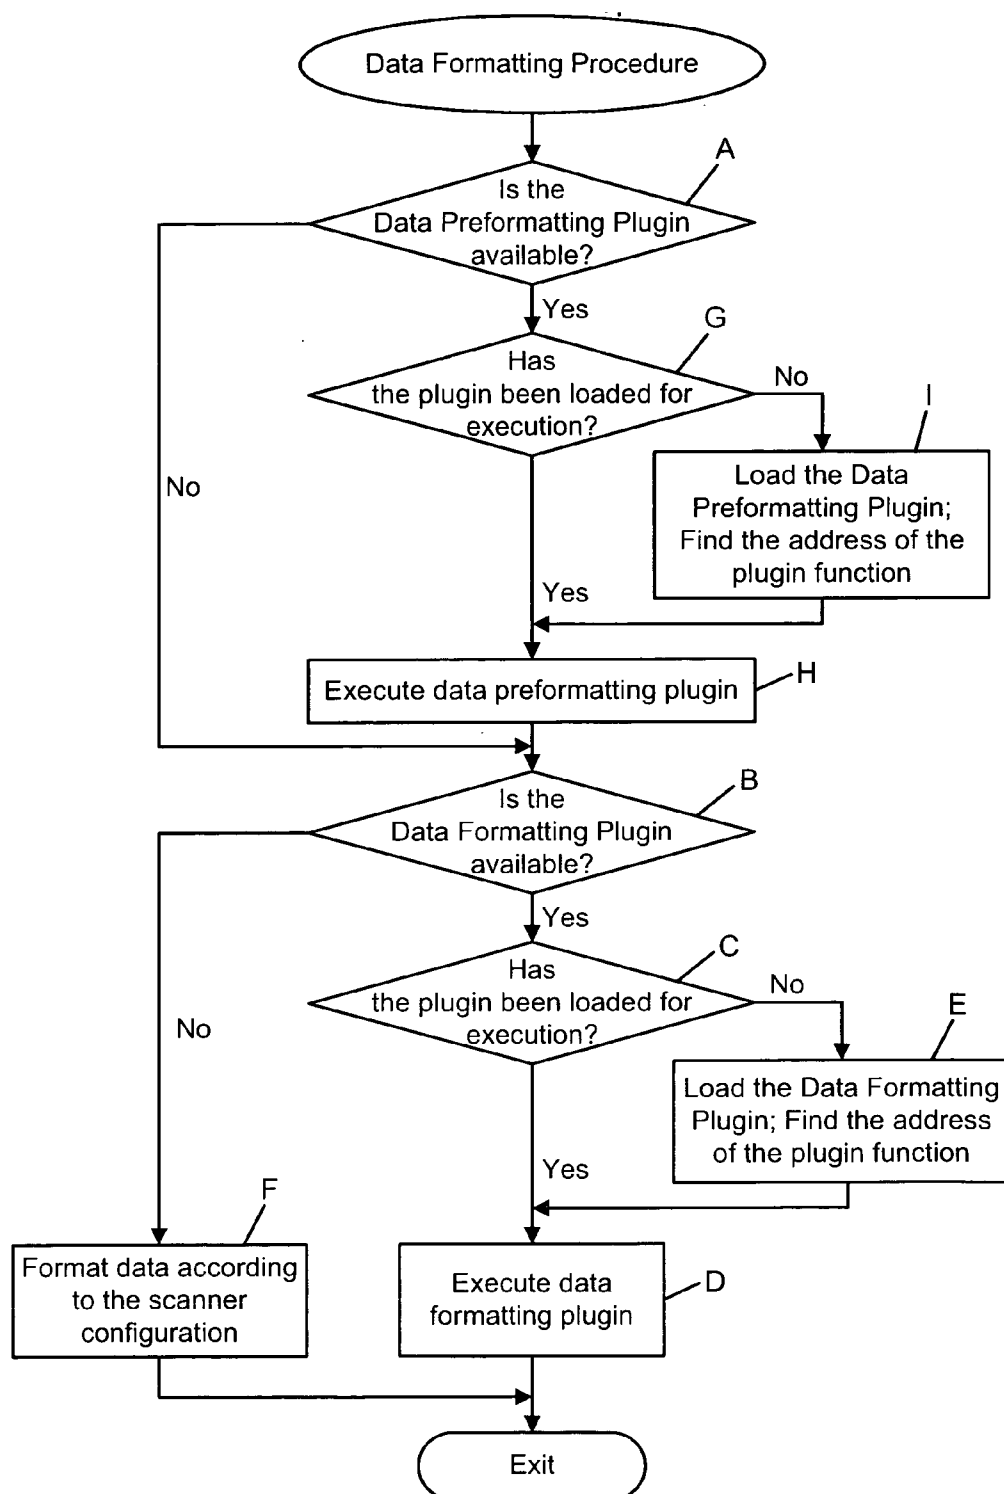 Data Formatting Procedure
A
Is the
Data Preformatting Plugin
available?
Yes
G
Has
the plugin been loaded for
execution?
No
I
Load the Data
Preformatting Plugin;
Find the address of the
plugin function
No
Yes
Execute data preformatting plugin
H
B
Is the
Data Formatting Plugin
available?
Yes
C
Has
the plugin been loaded for
execution?
No
E
Load the Data Formatting
Plugin; Find the address
of the plugin function
No
Yes
F
Format data according
to the scanner
configuration
Execute data
formatting plugin
D
Exit